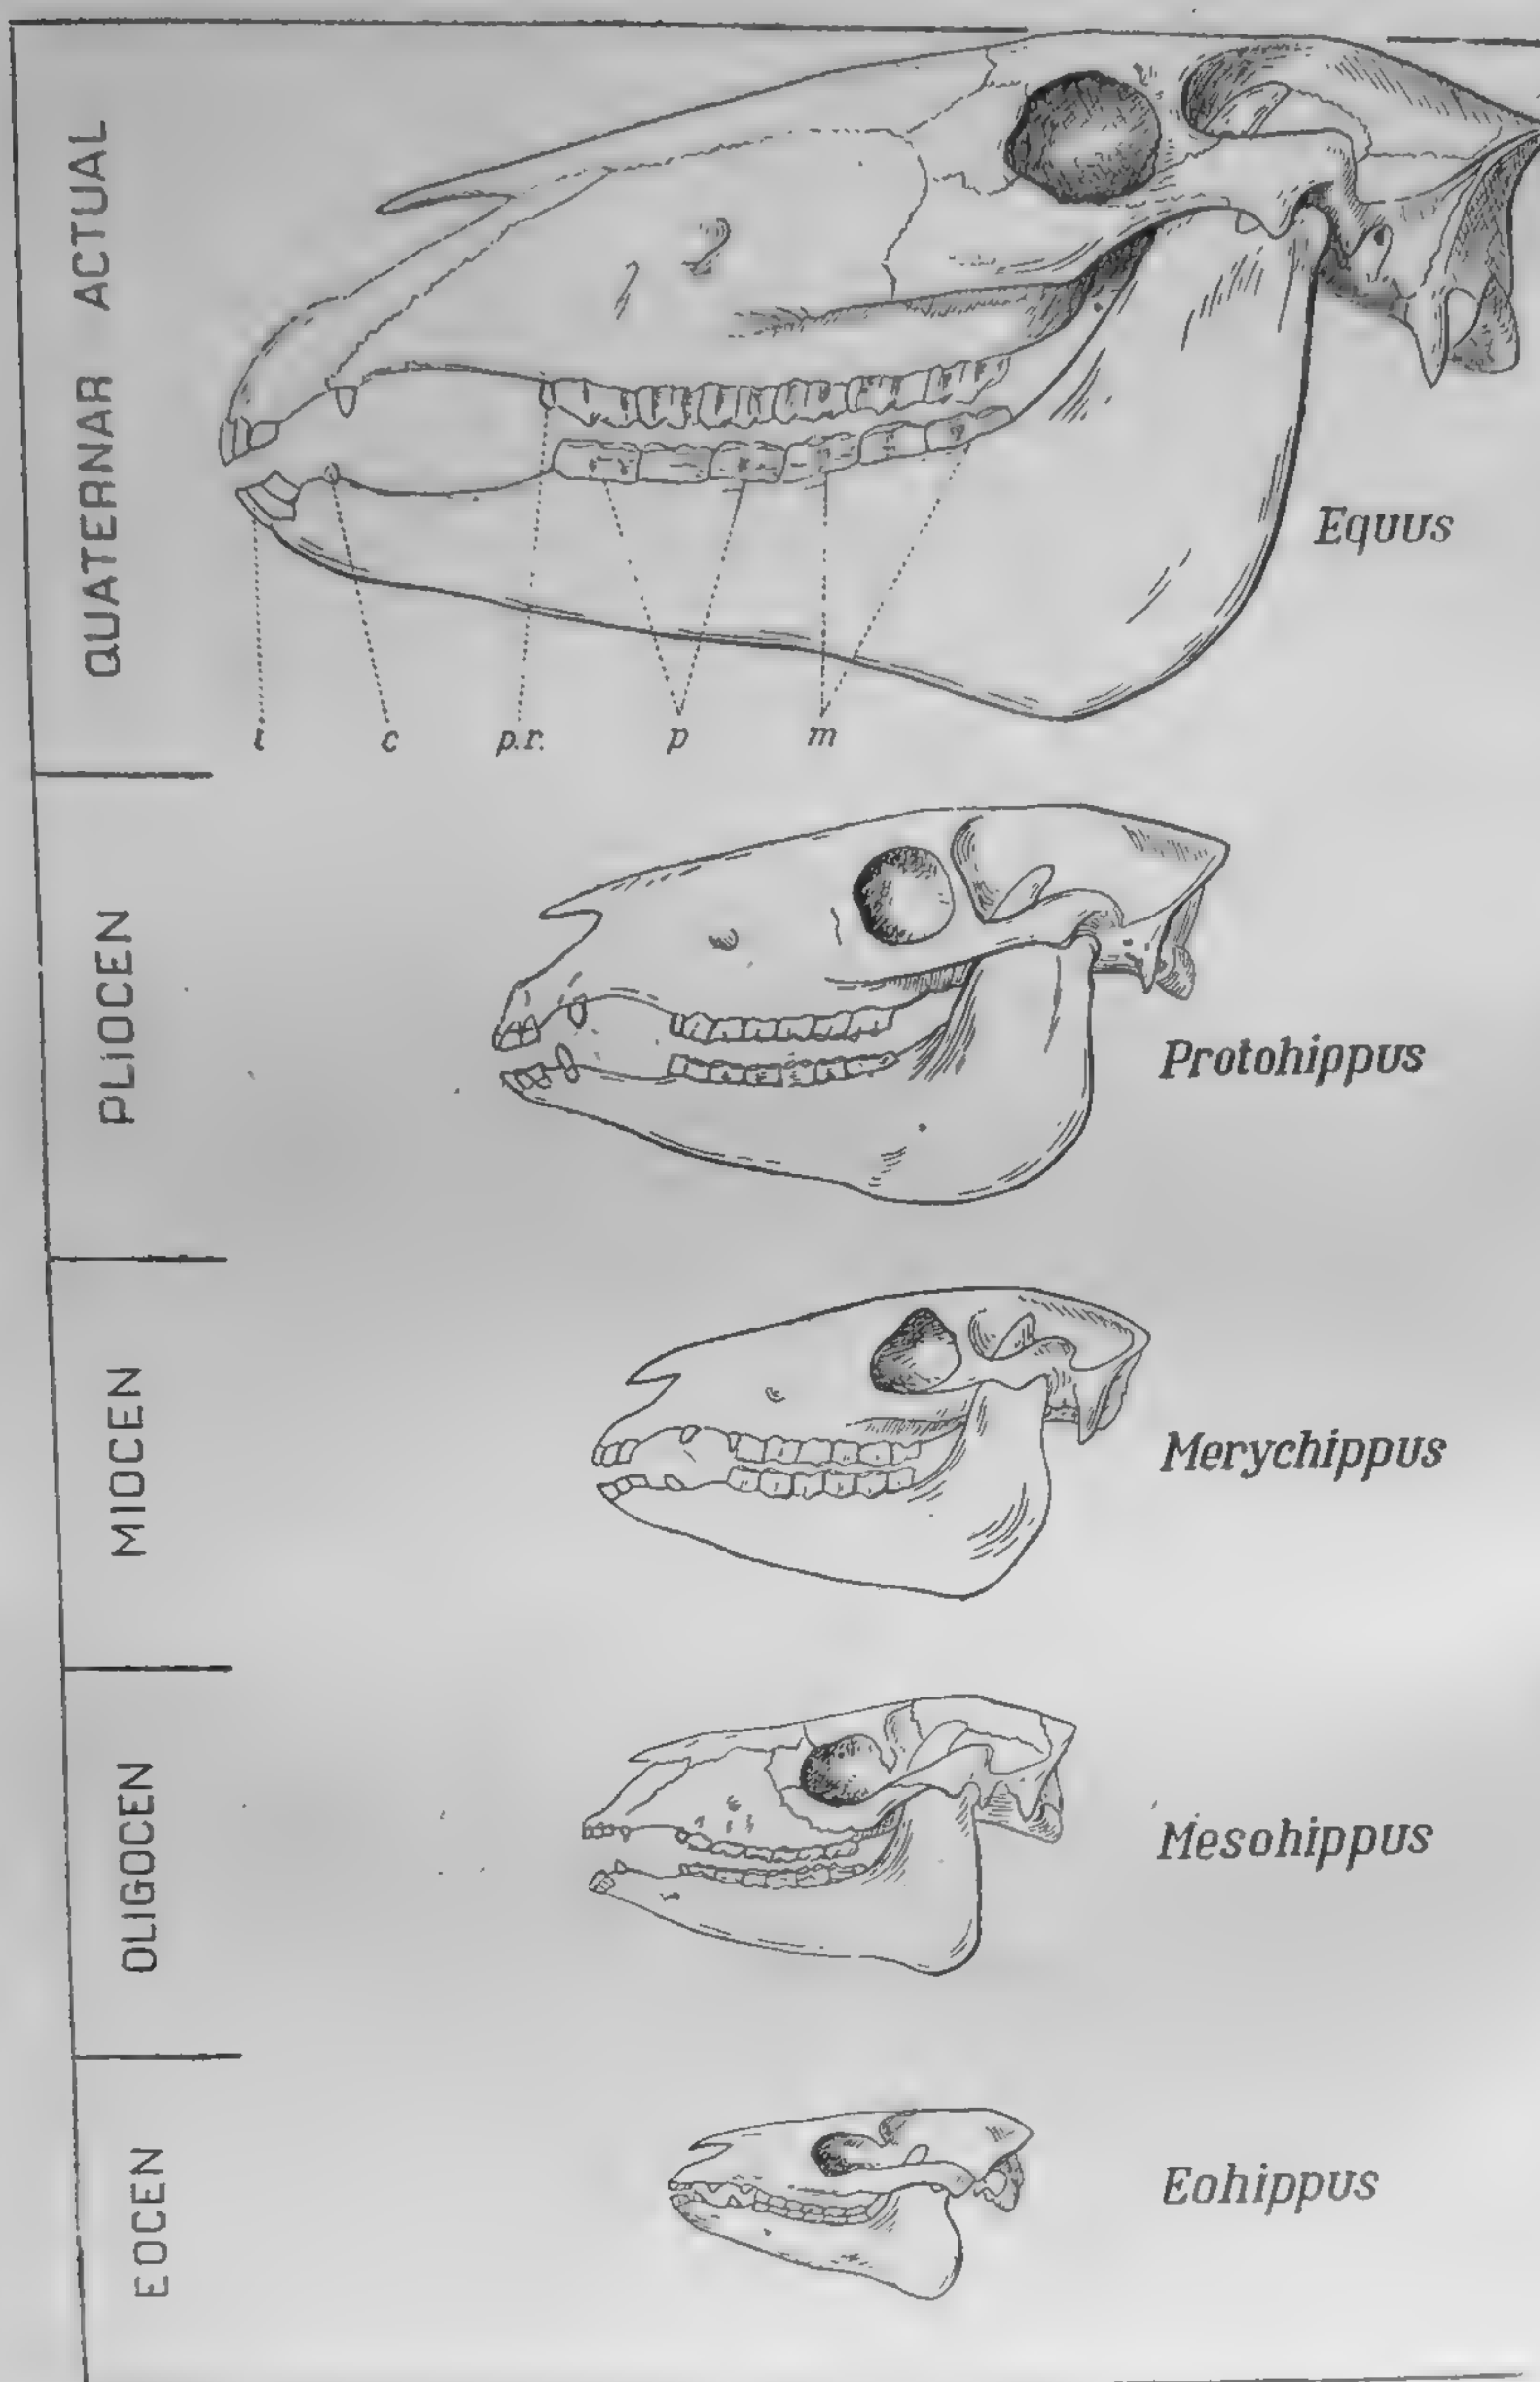 QUATERNAR ACTUAL
Equus
i c p.r. p m
PLIOCEN
Protohippus
MIOCEN
Merychippus
OLIGOCEN
Mesohippus
EOCEN
Eohippus